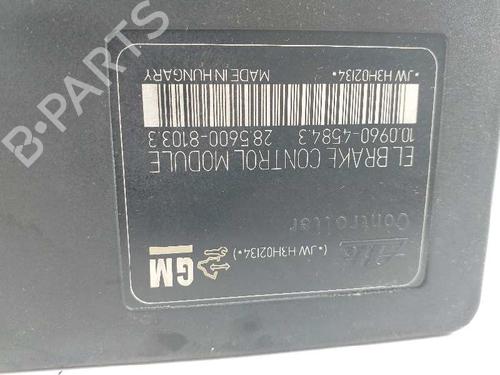 Ate
Controller
GM
(*JW H3H02134*)
EL BRAKE CONTROL MODULE
10.0960-4584.3
28.5600-8103.3
*JW H3H02134*
MADE IN HUNGARY
B-PARTS